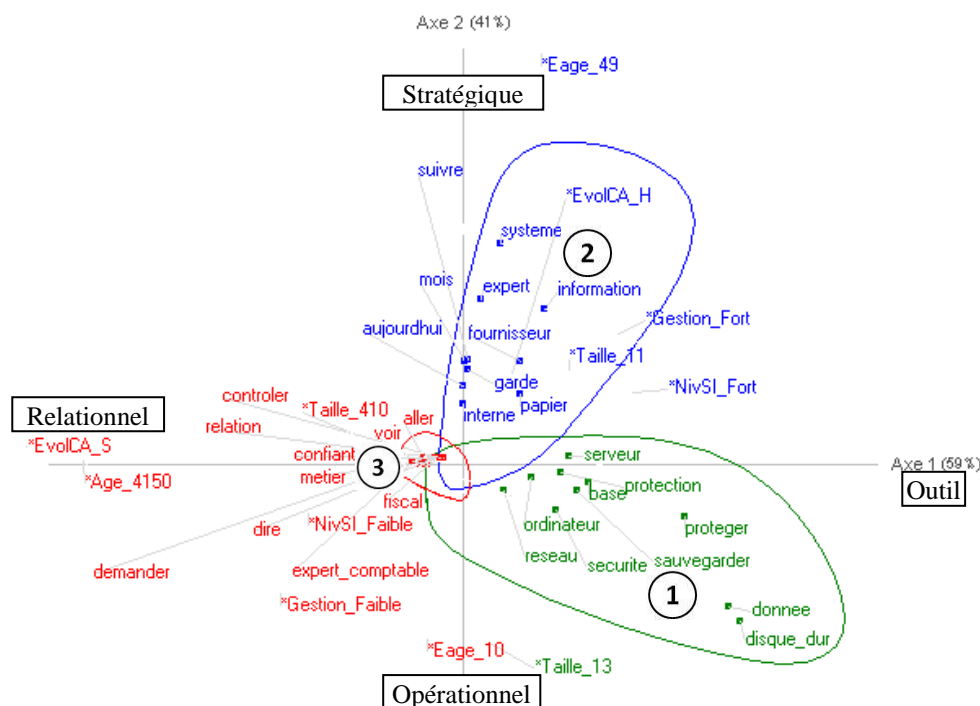 Axe 2 (41%)
*Eage_49
Stratégique
suivre
*EvolCA_H
systeme
2
mois
expert
information
aujourdhui
fournisseur
*Gestion_Fort
*Taille_11
garde
*NivSI_Fort
controler
papier
Relationnel
*Taille_410
aller
interne
relation
voir
*EvolCA_S
confiant
3
serveur
Axe 1 (59%)
*Age_4150
metier
protection
base
Outil
fiscal
dire
*NivSI_Faible
ordinateur
proteger
demander
expert_comptable
reseau
securite
sauvegarder
1
*Gestion_Faible
donnee
disque_dur
*Eage_10
*Taille_13
Opérationnel